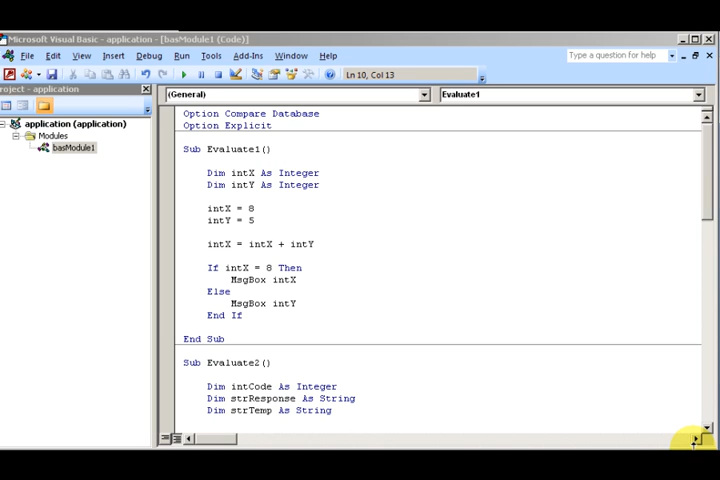 Microsoft Visual Basic - application - [basModule1 (Code)]
File Edit View Insert Debug Run Tools Add-Ins Window Help
Type a question for help
Ln 10, Col 13
roject - application
application (application)
Modules
basModule1
(General)
Evaluate1
Option Compare Database
Option Explicit
Sub Evaluate1()
Dim intX As Integer
Dim intY As Integer
intX = 8
intY = 5
intX = intX + intY
If intX = 8 Then
MsgBox intX
Else
MsgBox intY
End If
End Sub
Sub Evaluate2()
Dim intCode As Integer
Dim strResponse As String
Dim strTemp As String